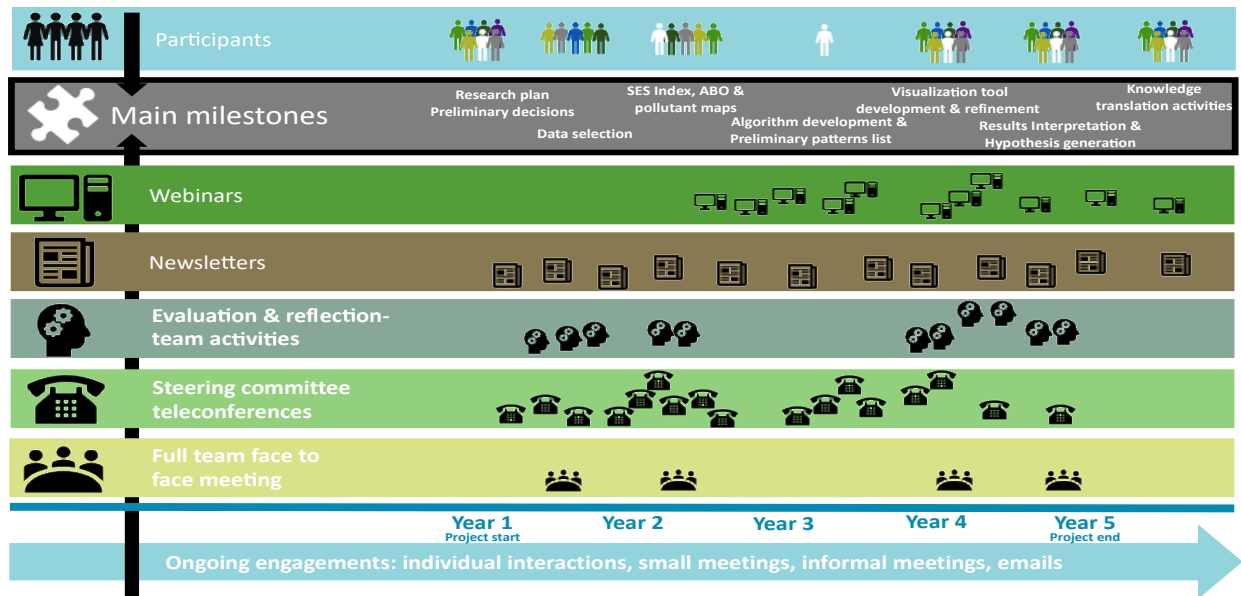 Participants
Main milestones
Research plan
Preliminary decisions
Data selection
SES Index, ABO &
pollutant maps
Algorithm development &
Preliminary patterns list
Visualization tool
development & refinement
Results Interpretation &
Hypothesis generation
Knowledge
translation activities
Webinars
Newsletters
Evaluation & reflection-
team activities
Steering committee
teleconferences
Full team face to
face meeting
Year 1
Project start
Year 2
Year 3
Year 4
Year 5
Project end
Ongoing engagements: individual interactions, small meetings, informal meetings, emails